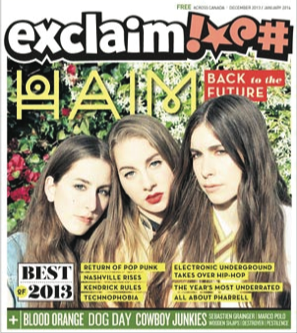 FREE ACROSS CANADA · DECEMBER 2013 / JANUARY 2014
exclaim!★@#
HAIM
BACK to the
FUTURE
BEST
OF 2013
RETURN OF POP PUNK
NASHVILLE RISES
KENDRICK RULES
TECHNOPHOBIA
ELECTRONIC UNDERGROUND
TAKES OVER HIP-HOP
THE YEAR'S MOST UNDERRATED
ALL ABOUT PHARRELL
+ BLOOD ORANGE DOG DAY COWBOY JUNKIES
SEBASTIEN GRAINGER | MARCO POLO
WOODEN SHJIPS | DESTROYER | PESTILENCE